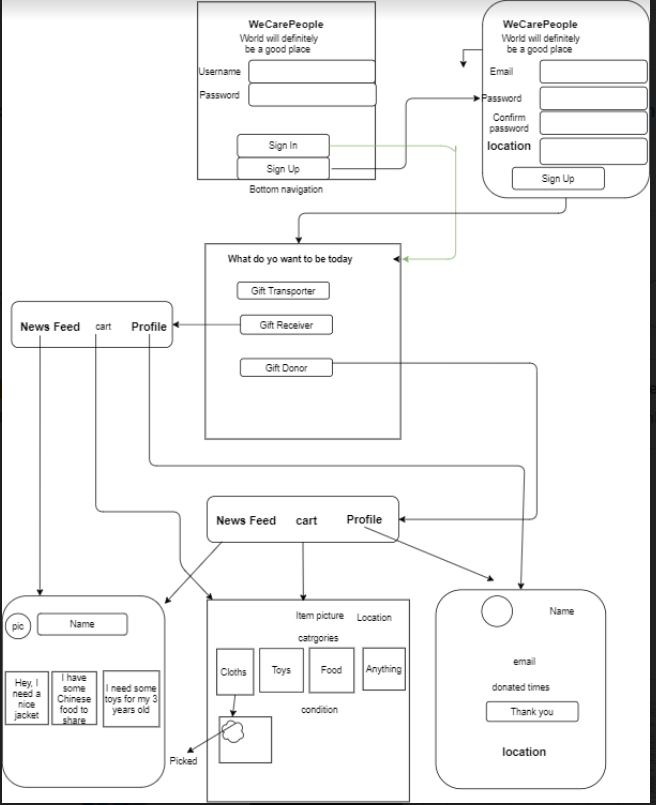 WeCarePeople
World will definitely
be a good place
Username
Password
Sign In
Sign Up
Bottom navigation
WeCarePeople
World will definitely
be a good place
Email
Password
Confirm
password
location
Sign Up
What do yo want to be today
Gift Transporter
Gift Receiver
Gift Donor
News Feed cart Profile
News Feed cart Profile
pic
Name
Hey, I
need a
nice
jacket
I have
some
Chinese
food to
share
I need some
toys for my 3
years old
Item picture Location
catrgories
Cloths
Toys
Food
Anything
condition
Picked
Name
email
donated times
Thank you
location